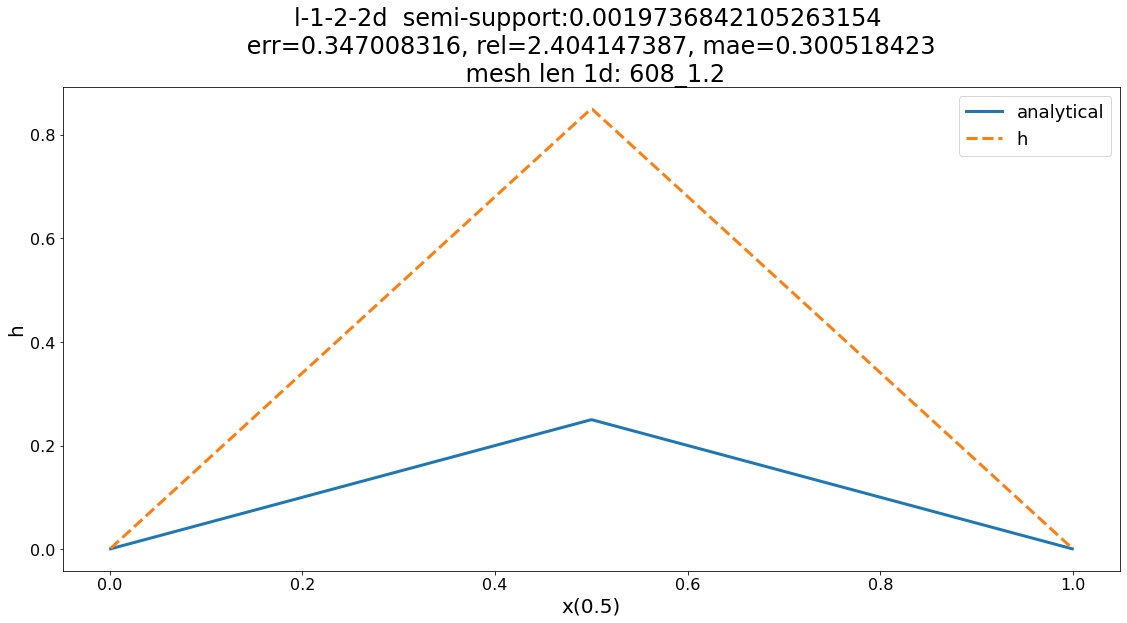 l-1-2-2d  semi-support:0.0019736842105263154
err=0.347008316, rel=2.404147387, mae=0.300518423
mesh len 1d: 608_1.2
analytical
h
0.8
0.6
0.4
0.2
0.0
h
0.0 0.2 0.4 0.6 0.8 1.0
x(0.5)